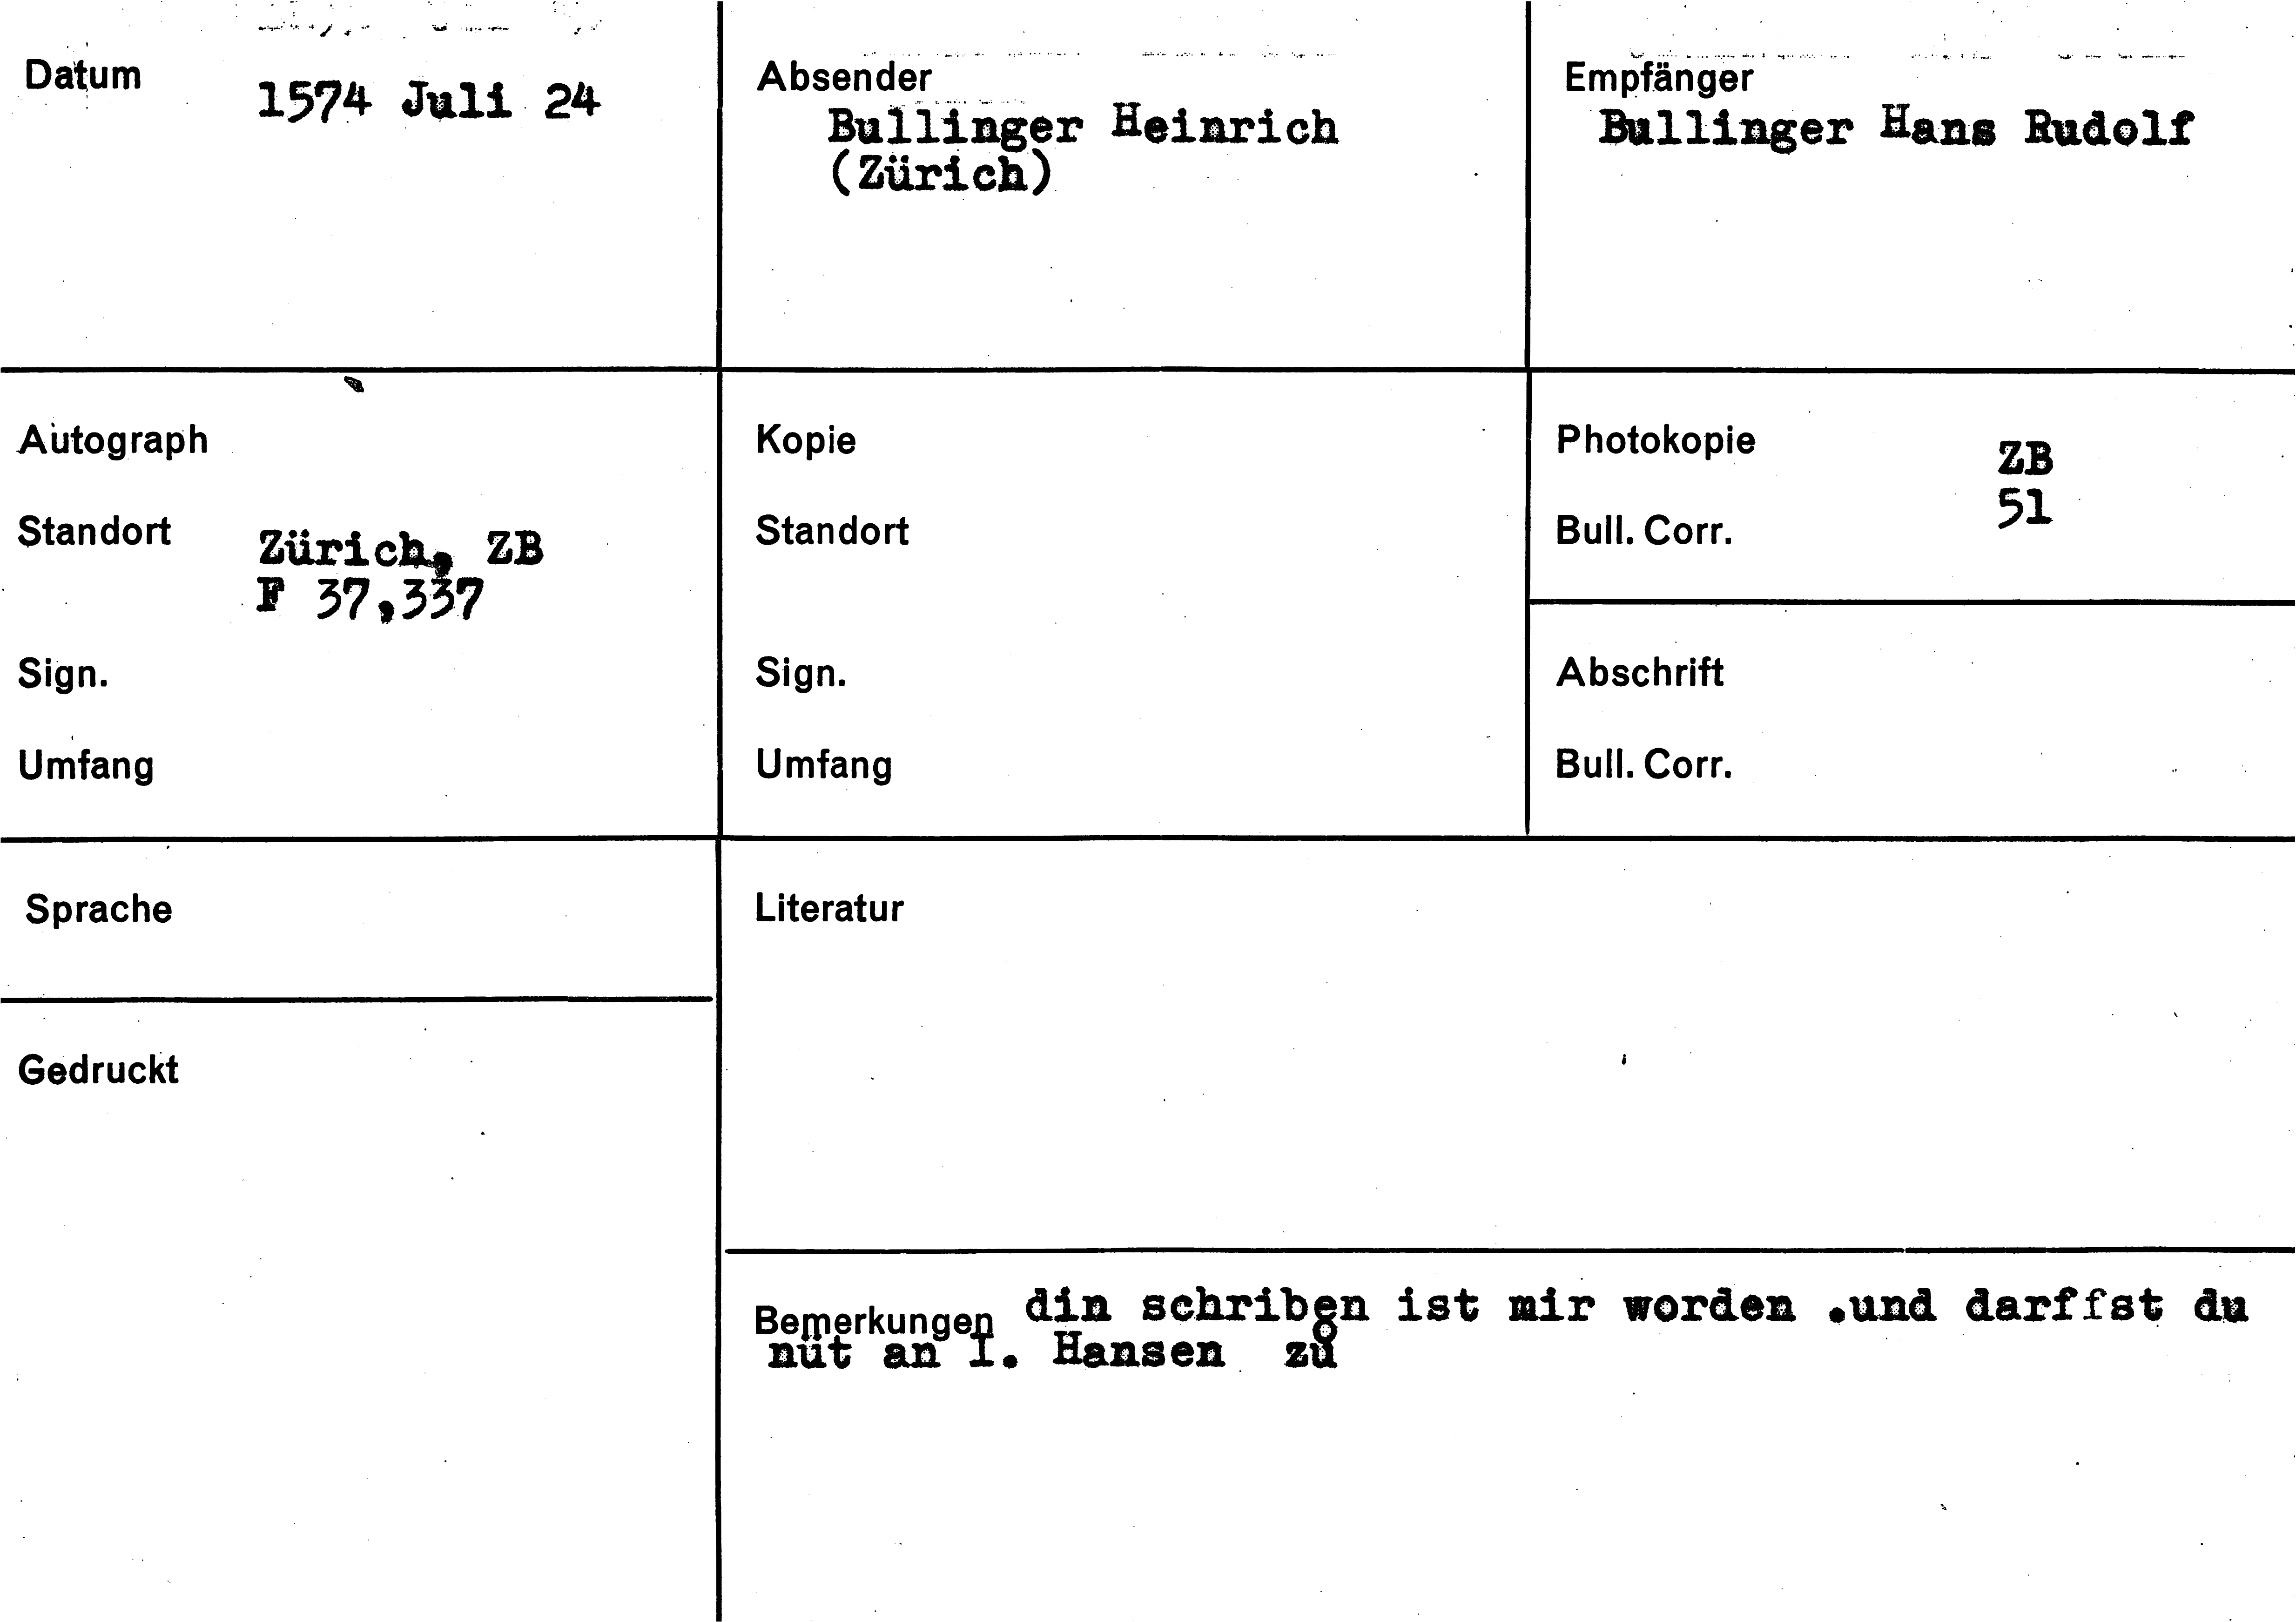 Datum
1574 Juli 24
Absender
Bullinger Heinrich
(Zürich)
Empfänger
Bullinger Hans Rudolf
Autograph
Standort
Zürich, ZB
F 37,337
Sign.
Umfang
Kopie
Standort
Sign.
Umfang
Photokopie
ZB
Bull. Corr.
51
Abschrift
Bull. Corr.
Sprache
Gedruckt
Literatur
Bemerkungen din schriben ist mir worden .und darffst du
nüt an I. Hansen zů